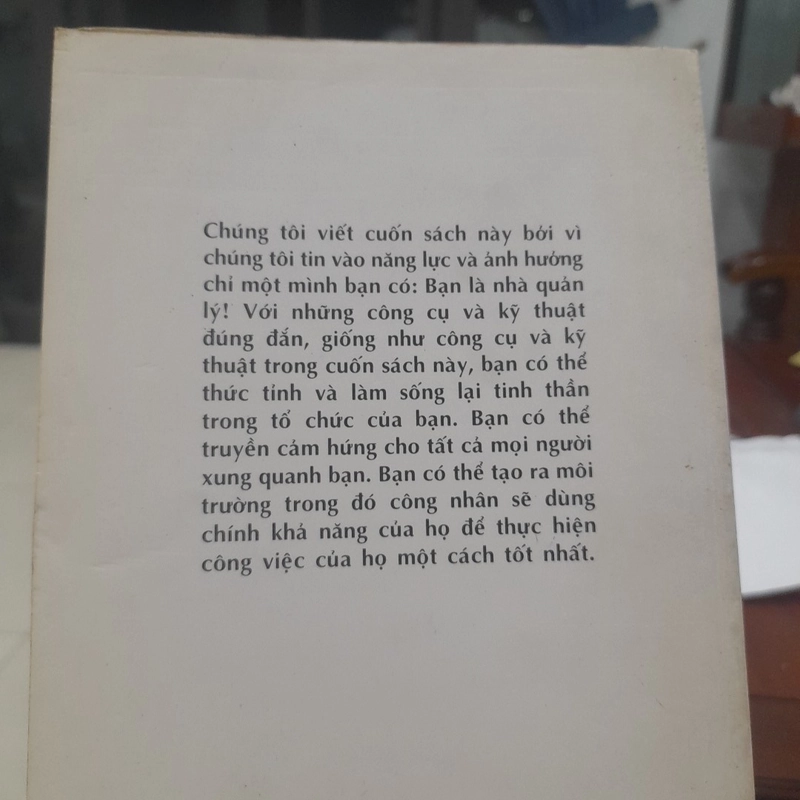 Chúng tôi viết cuốn sách này bởi vì
chúng tôi tin vào năng lực và ảnh hưởng
chỉ một mình bạn có: Bạn là nhà quản
lý! Với những công cụ và kỹ thuật
đúng đắn, giống như công cụ và kỹ
thuật trong cuốn sách này, bạn có thể
thức tỉnh và làm sống lại tinh thần
trong tổ chức của bạn. Bạn có thể
truyền cảm hứng cho tất cả mọi người
xung quanh bạn. Bạn có thể tạo ra môi
trường trong đó công nhân sẽ dùng
chính khả năng của họ để thực hiện
công việc của họ một cách tốt nhất.